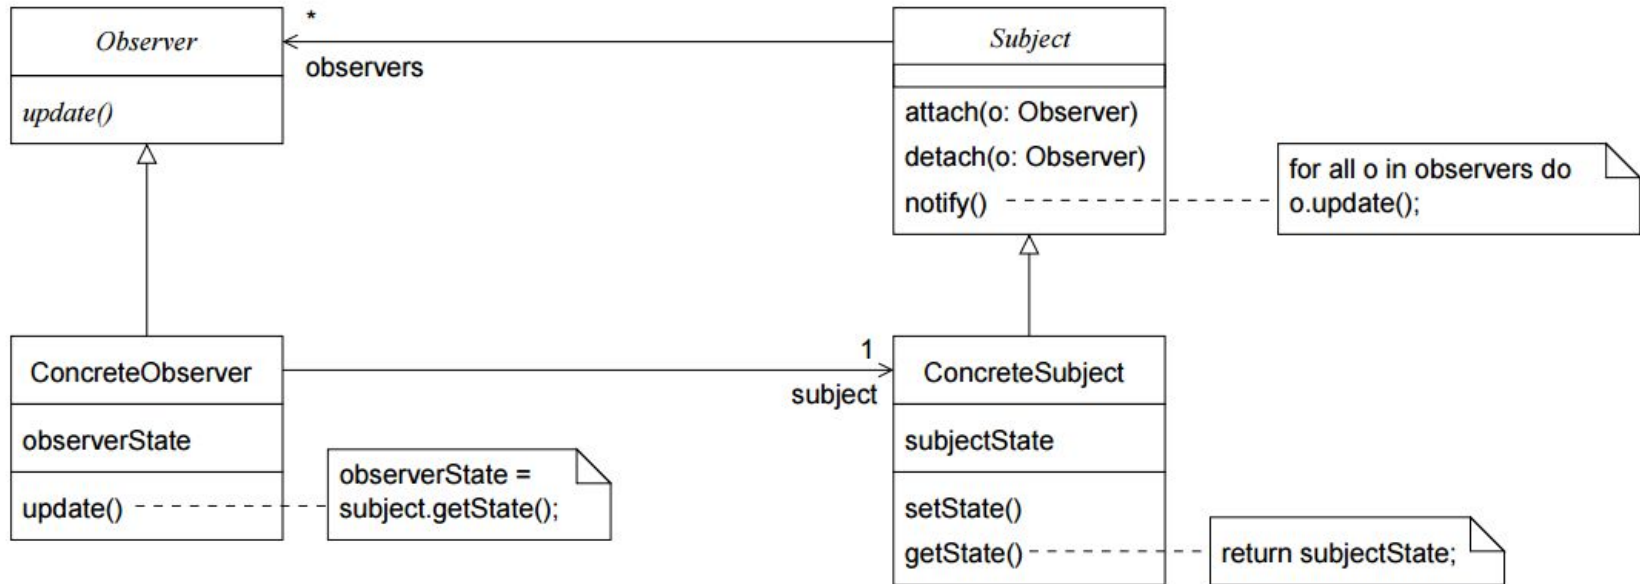 Observer
update()
*
observers
Subject
attach(o: Observer)
detach(o: Observer)
notify()
for all o in observers do
o.update();
ConcreteObserver
observerState
update()
observerState =
subject.getState();
1
subject
ConcreteSubject
subjectState
setState()
getState()
return subjectState;